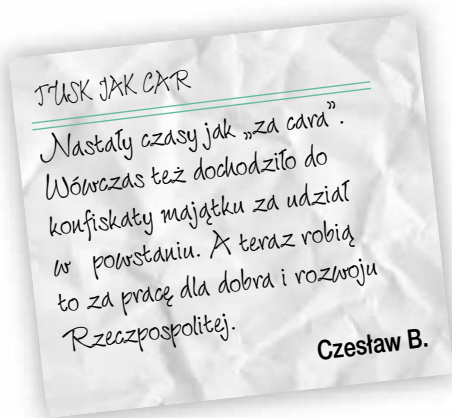 TUSK JAK CAR
Nastały czasy jak „za cara”.
Wówczas też dochodziło do
konfiskaty majątku za udział
w powstaniu. A teraz robią
to za pracę dla dobra i rozwoju
Rzeczpospolitej.
Czesław B.